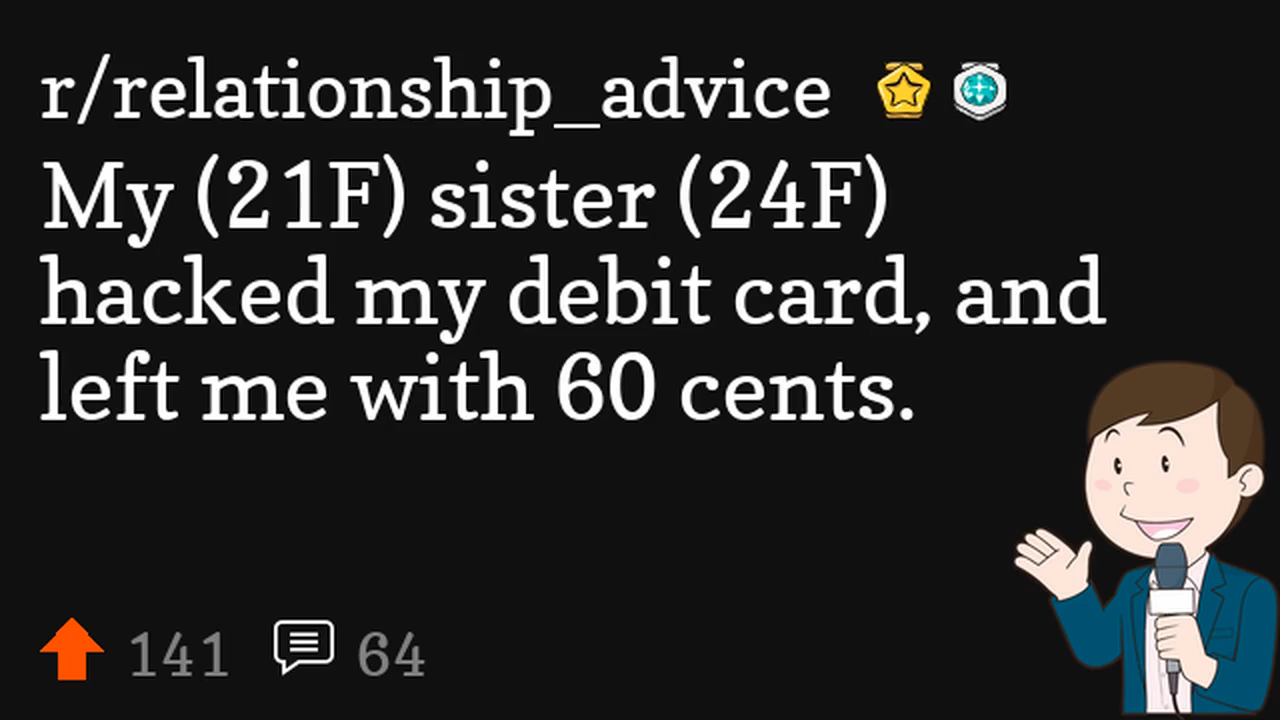 r/relationship_advice
My (21F) sister (24F)
hacked my debit card, and
left me with 60 cents.
141 64